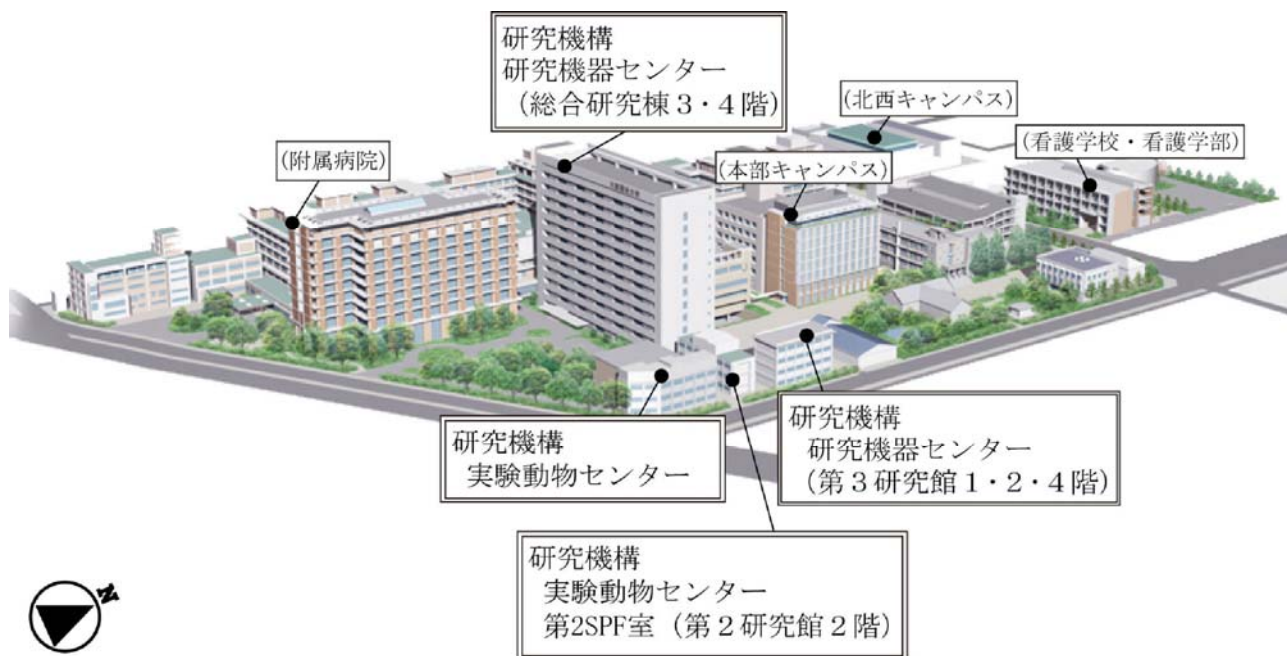 研究機構
研究機器センター
(総合研究棟3・4階)
(北西キャンパス)
(看護学校・看護学部)
(附属病院)
(本部キャンパス)
研究機構
実験動物センター
研究機構
研究機器センター
(第3研究館1・2・4階)
研究機構
実験動物センター
第2SPF室 (第2研究館2階)
N